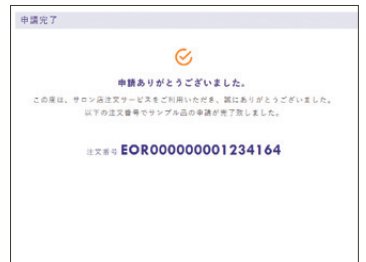 申請完了
申請ありがとうございました。
この度は、サロン店注文サービスをご利用いただき、誠にありがとうございました。
以下の注文番号でサンプル品の申請が完了致しました。
注文番号 EOR000000001234164